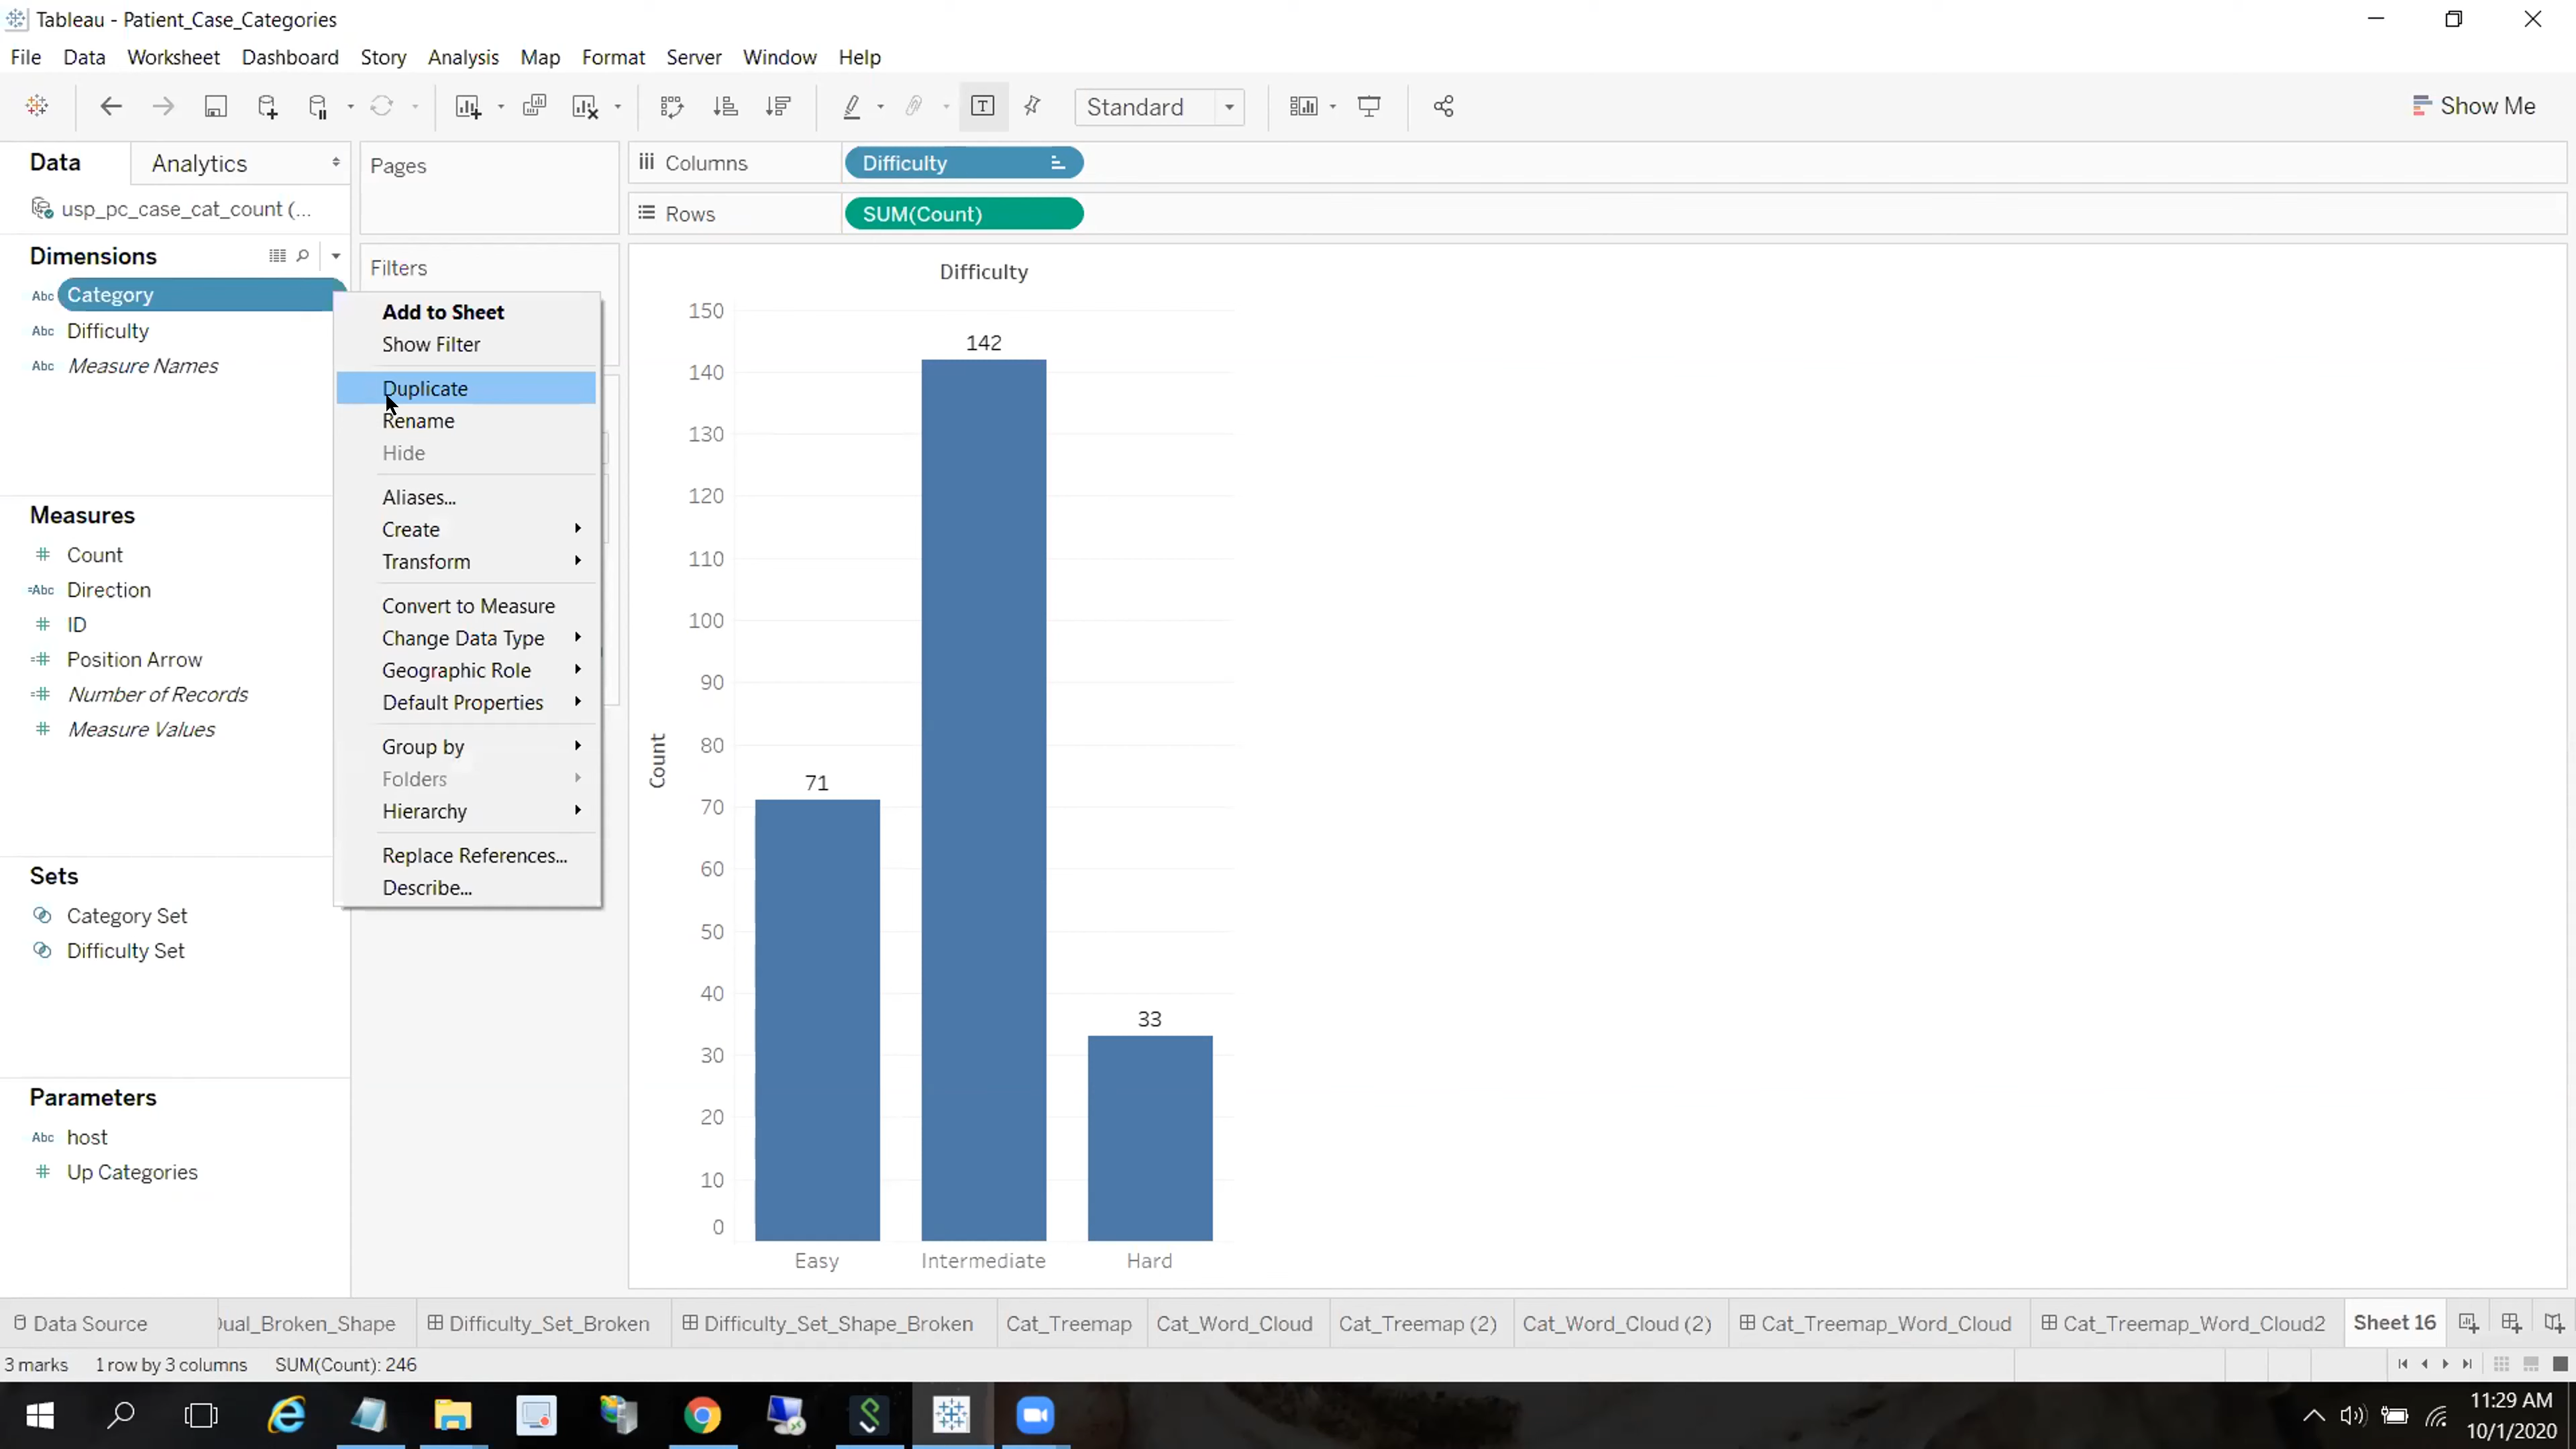 Tableau - Patient_Case_Categories
File Data Worksheet Dashboard Story Analysis Map Format Server Window Help
Standard
Show Me
Data
Analytics
usp_pc_case_cat_count (...
Dimensions
Abc Category
Abc Difficulty
Abc Measure Names
Measures
# Count
=Abc Direction
# ID
=# Position Arrow
=# Number of Records
# Measure Values
Sets
Category Set
Difficulty Set
Parameters
Abc host
# Up Categories
Pages
Filters
Add to Sheet
Show Filter
Duplicate
Rename
Hide
Aliases...
Create
Transform
Convert to Measure
Change Data Type
Geographic Role
Default Properties
Group by
Folders
Hierarchy
Replace References...
Describe...
Columns
Difficulty
Rows
SUM(Count)
Difficulty
150
140
130
120
110
100
90
80
70
60
50
40
30
20
10
0
Count
71
142
33
Easy
Intermediate
Hard
Data Source
ual_Broken_Shape
Difficulty_Set_Broken
Difficulty_Set_Shape_Broken
Cat_Treemap
Cat_Word_Cloud
Cat_Treemap (2)
Cat_Word_Cloud (2)
Cat_Treemap_Word_Cloud
Cat_Treemap_Word_Cloud2
Sheet 16
3 marks
1 row by 3 columns
SUM(Count): 246
11:29 AM
10/1/2020